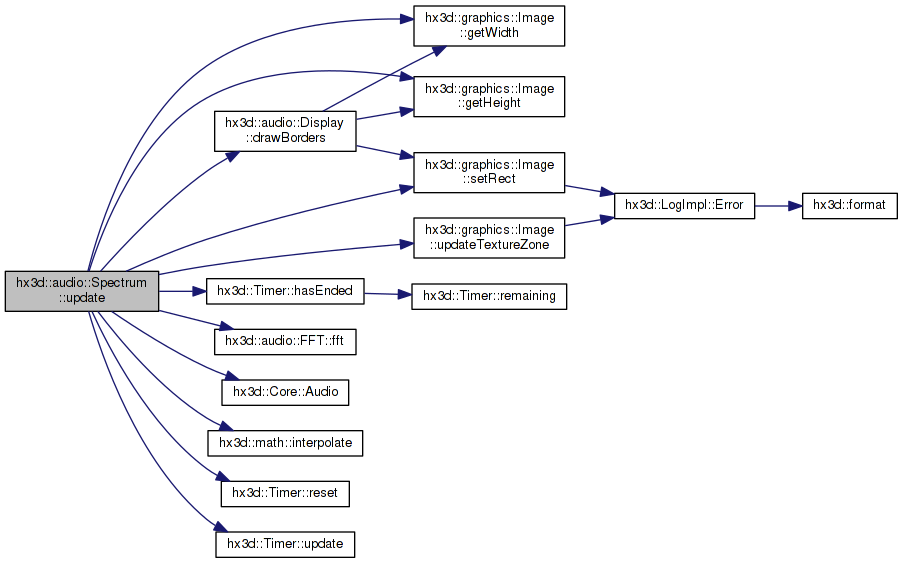 hx3d::audio::Spectrum
::update
hx3d::audio::Display
::drawBorders
hx3d::graphics::Image
::getWidth
hx3d::graphics::Image
::getHeight
hx3d::graphics::Image
::setRect
hx3d::graphics::Image
::updateTextureZone
hx3d::LogImpl::Error
hx3d::format
hx3d::Timer::hasEnded
hx3d::Timer::remaining
hx3d::audio::FFT::fft
hx3d::Core::Audio
hx3d::math::interpolate
hx3d::Timer::reset
hx3d::Timer::update